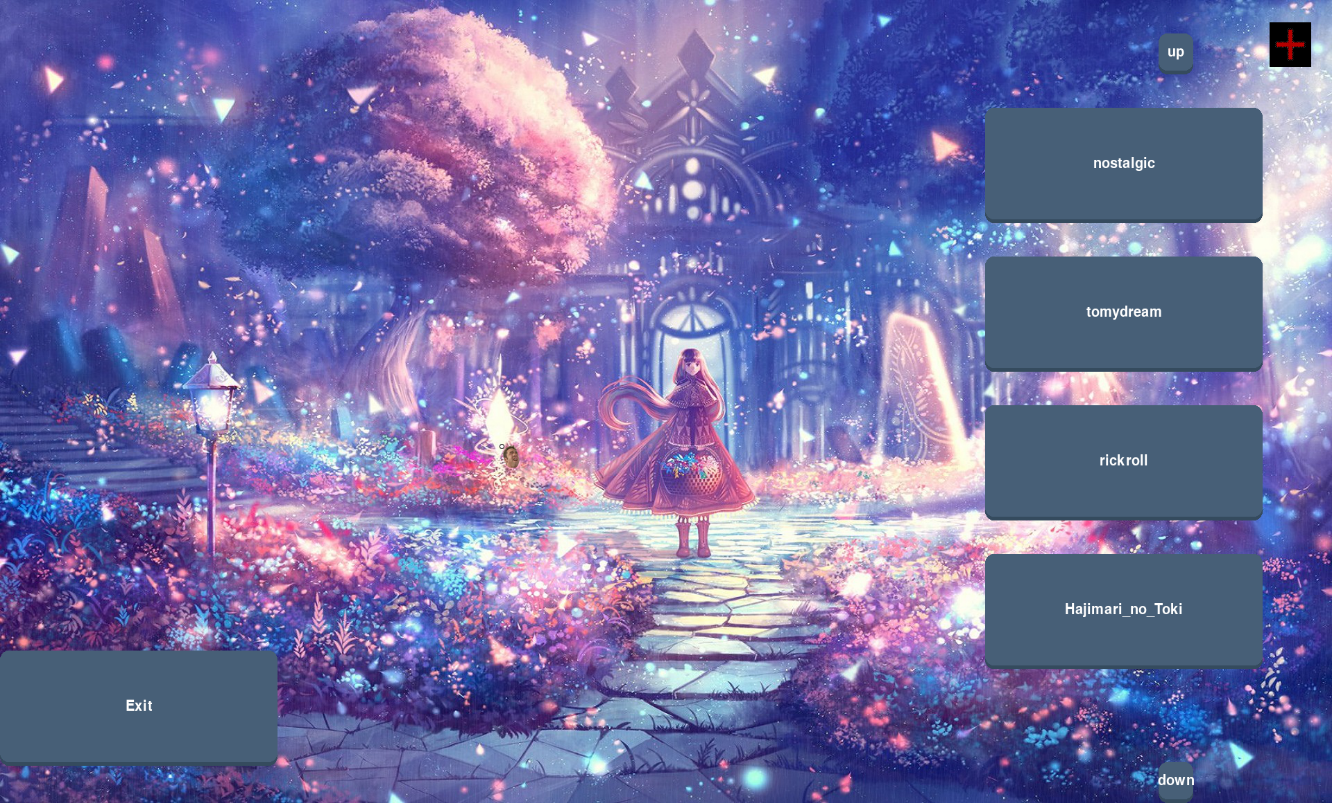 up
nostalgic
tomydream
rickroll
Hajimari_no_Toki
Exit
down